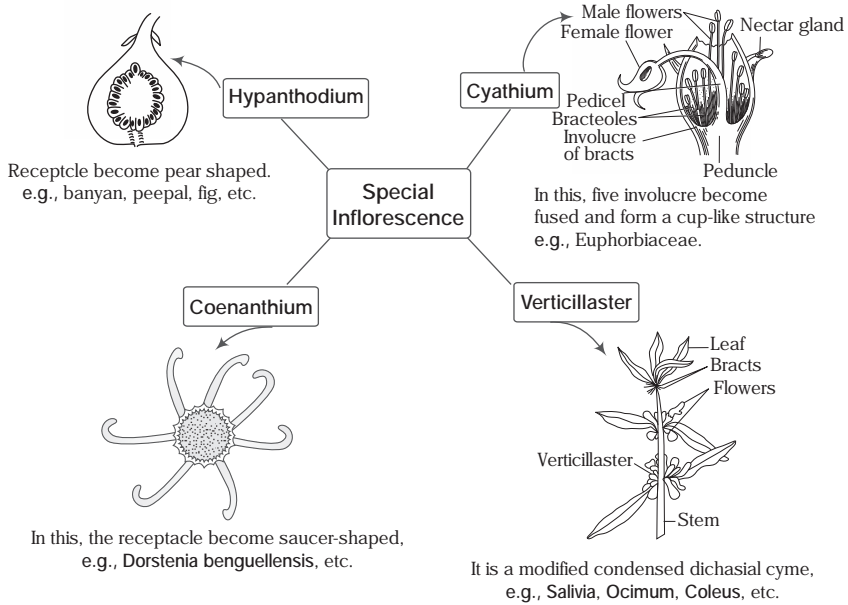 Hypanthodium
Receptcle become pear shaped.
e.g., banyan, peepal, fig, etc.
Cyathium
Male flowers
Female flower
Nectar gland
Pedicel
Bracteoles
Involucre
of bracts
Peduncle
In this, five involucre become
fused and form a cup-like structure
e.g., Euphorbiaceae.
Special
Inflorescence
Coenanthium
In this, the receptacle become saucer-shaped,
e.g., Dorstenia benguellensis, etc.
Verticillaster
Leaf
Bracts
Flowers
Verticillaster
Stem
It is a modified condensed dichasial cyme,
e.g., Salivia, Ocimum, Coleus, etc.